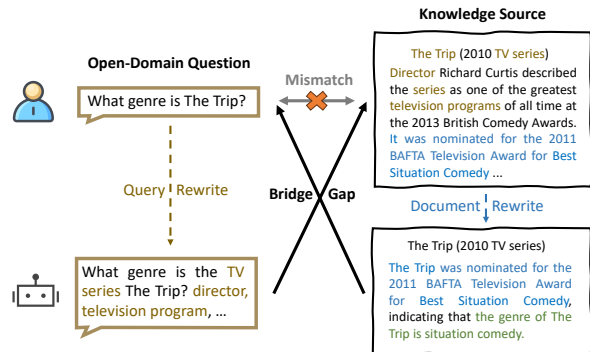 Knowledge Source
Open-Domain Question
What genre is The Trip?
Mismatch
The Trip (2010 TV series)
Director Richard Curtis described
the series as one of the greatest
television programs of all time at
the 2013 British Comedy Awards.
It was nominated for the 2011
BAFTA Television Award for Best
Situation Comedy ...
Query Rewrite
Bridge Gap
Document Rewrite
What genre is the TV
series The Trip? director,
television program, ...
The Trip (2010 TV series)
The Trip was nominated for the
2011 BAFTA Television Award
for Best Situation Comedy,
indicating that the genre of The
Trip is situation comedy.